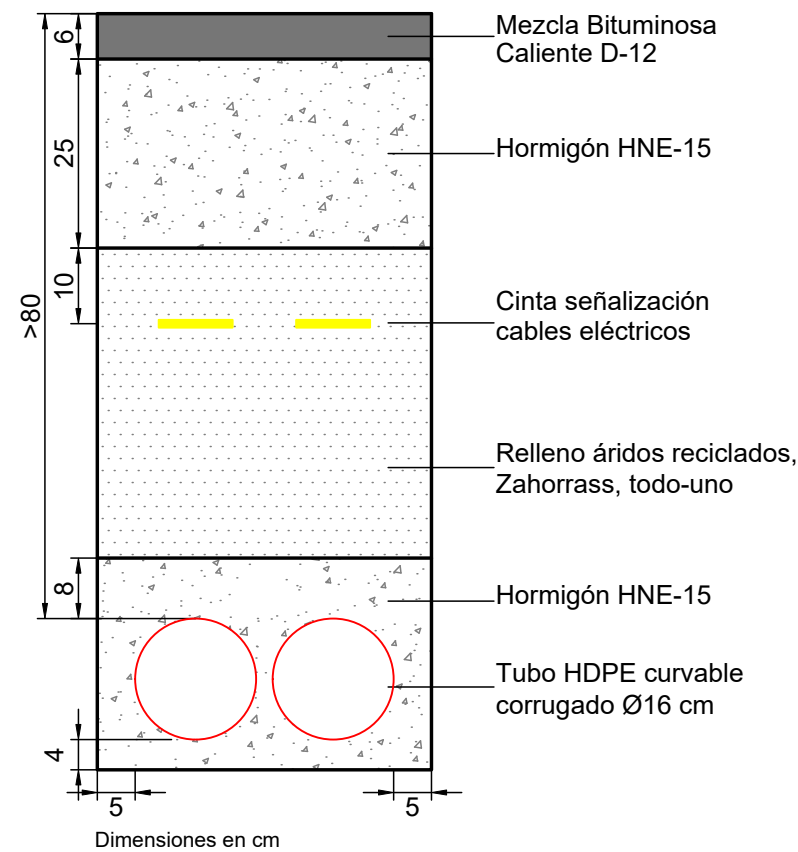 6
Mezcla Bituminosa
Caliente D-12
25
Hormigón HNE-15
10
>80
Cinta señalización
cables eléctricos
Relleno áridos reciclados,
Zahorrass, todo-uno
8
Hormigón HNE-15
Tubo HDPE curvable
corrugado Ø16 cm
4
5
5
Dimensiones en cm